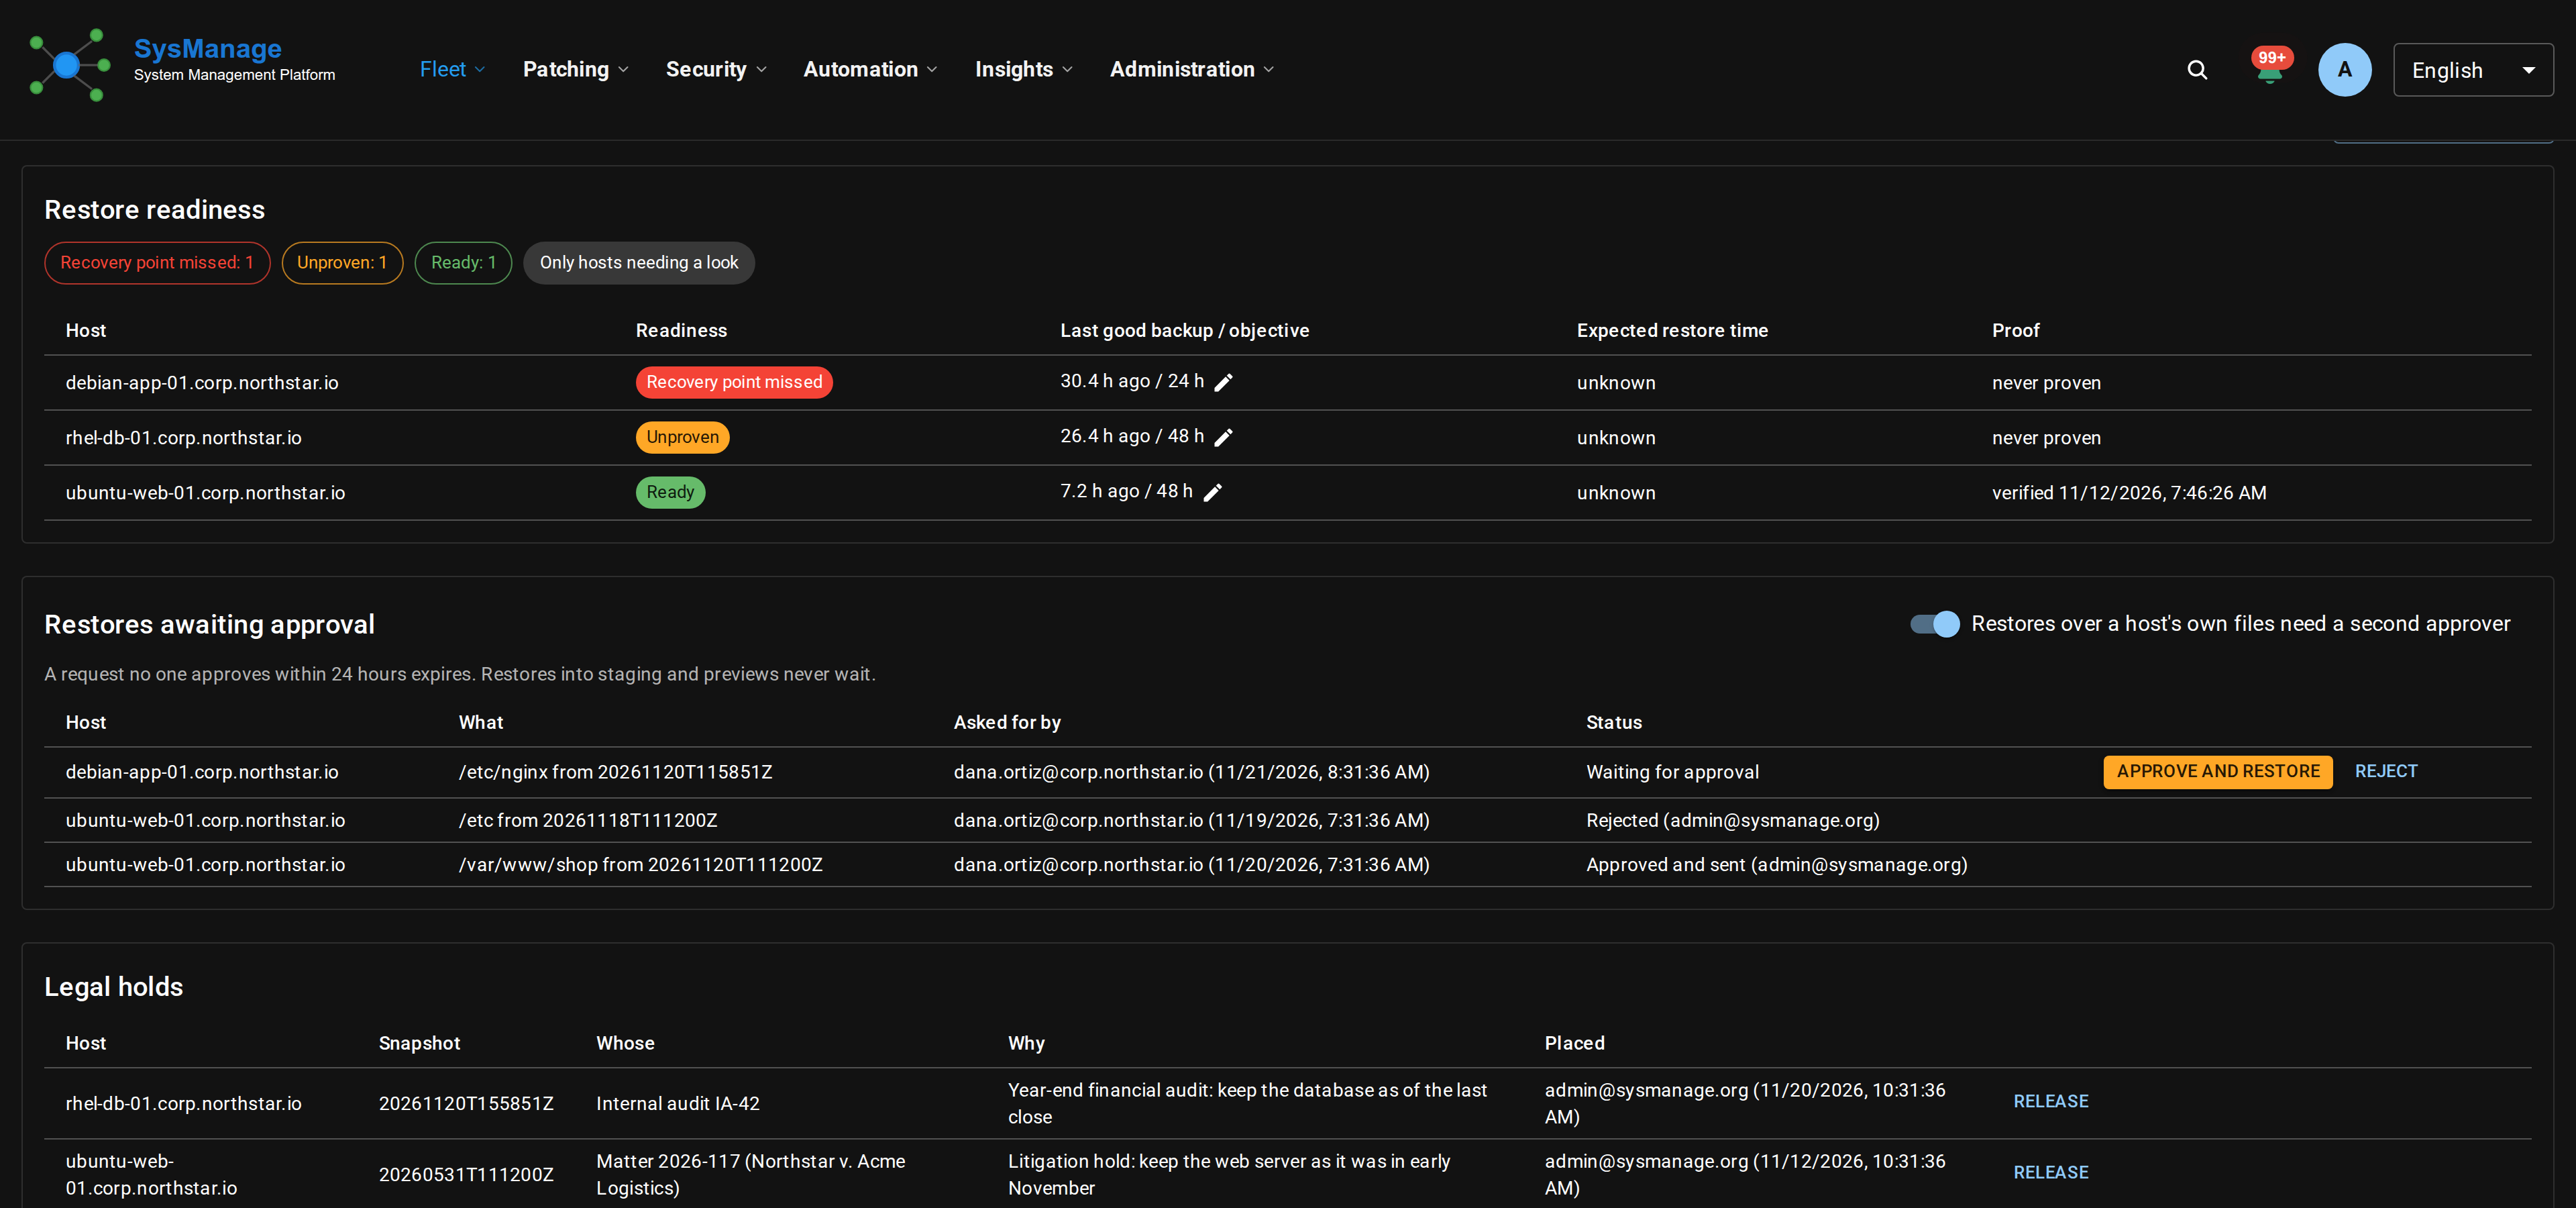 SysManage
System Management Platform
Fleet
Patching
Security
Automation
Insights
Administration
99+
A
English
Restore readiness
Recovery point missed: 1
Unproven: 1
Ready: 1
Only hosts needing a look
Host Readiness Last good backup / objective Expected restore time Proof
debian-app-01.corp.northstar.io Recovery point missed 30.4 h ago / 24 h unknown never proven
rhel-db-01.corp.northstar.io Unproven 26.4 h ago / 48 h unknown never proven
ubuntu-web-01.corp.northstar.io Ready 7.2 h ago / 48 h unknown verified 11/12/2026, 7:46:26 AM
Restores awaiting approval
Restores over a host's own files need a second approver
A request no one approves within 24 hours expires. Restores into staging and previews never wait.
Host What Asked for by Status
debian-app-01.corp.northstar.io /etc/nginx from 20261120T115851Z dana.ortiz@corp.northstar.io (11/21/2026, 8:31:36 AM) Waiting for approval APPROVE AND RESTORE REJECT
ubuntu-web-01.corp.northstar.io /etc from 20261118T111200Z dana.ortiz@corp.northstar.io (11/19/2026, 7:31:36 AM) Rejected (admin@sysmanage.org)
ubuntu-web-01.corp.northstar.io /var/www/shop from 20261120T111200Z dana.ortiz@corp.northstar.io (11/20/2026, 7:31:36 AM) Approved and sent (admin@sysmanage.org)
Legal holds
Host Snapshot Whose Why Placed
rhel-db-01.corp.northstar.io 20261120T155851Z Internal audit IA-42 Year-end financial audit: keep the database as of the last
close
admin@sysmanage.org (11/20/2026, 10:31:36
AM)
RELEASE
ubuntu-web-
01.corp.northstar.io
20260531T111200Z
Matter 2026-117 (Northstar v. Acme
Logistics)
Litigation hold: keep the web server as it was in early
November
admin@sysmanage.org (11/12/2026, 10:31:36
AM)
RELEASE